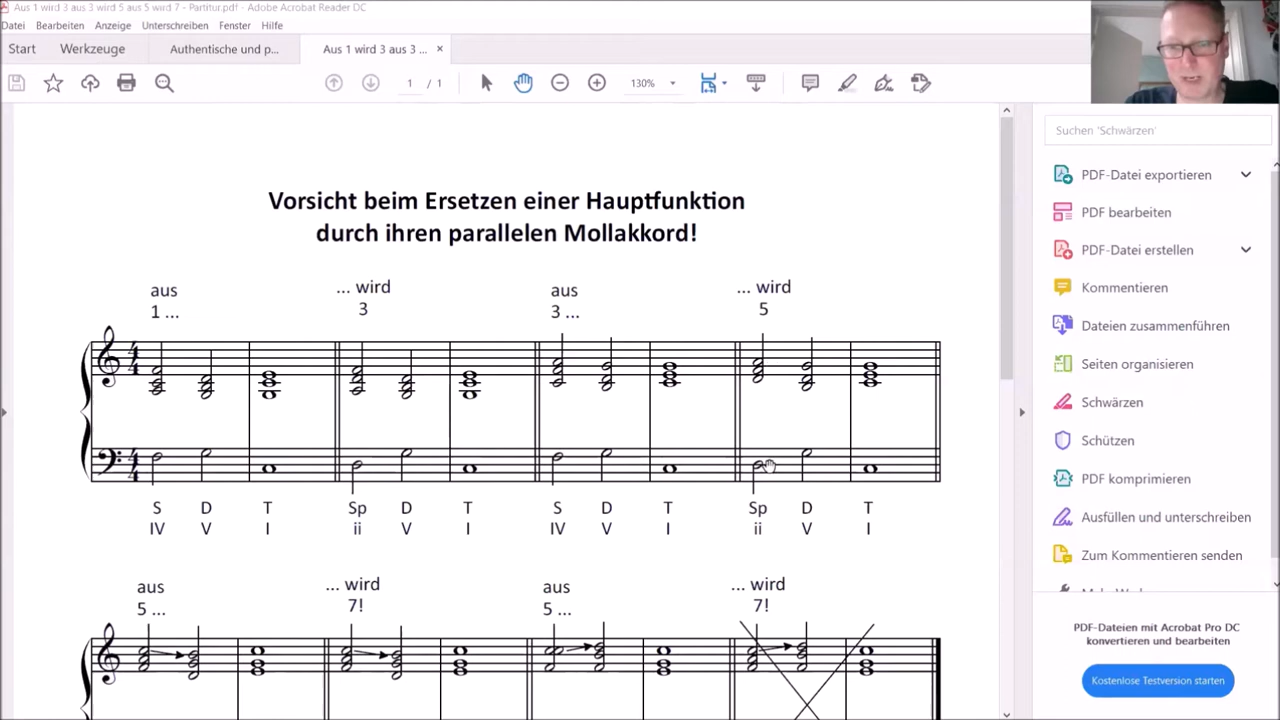 Aus 1 wird 3 aus 3 wird 5 aus 5 wird 7 - Partitur.pdf - Adobe Acrobat Reader DC
Datei Bearbeiten Anzeige Unterschreiben Fenster Hilfe
Start Werkzeuge Authentische und p... Aus 1 wird 3 aus 3 ... ×
1 / 1 130%
Suchen 'Schwärzen'
PDF-Datei exportieren
PDF bearbeiten
PDF-Datei erstellen
Kommentieren
Dateien zusammenführen
Seiten organisieren
Schwärzen
Schützen
PDF komprimieren
Ausfüllen und unterschreiben
Zum Kommentieren senden
PDF-Dateien mit Acrobat Pro DC
konvertieren und bearbeiten
Kostenlose Testversion starten
Vorsicht beim Ersetzen einer Hauptfunktion
durch ihren parallelen Mollakkord!
aus ... wird aus ... wird
1 ... 3 3 ... 5
4 4 S D T Sp D T S D T Sp D T
IV V I ii V I IV V I ii V I
aus ... wird aus ... wird
5 ... 7! 5 ... 7!